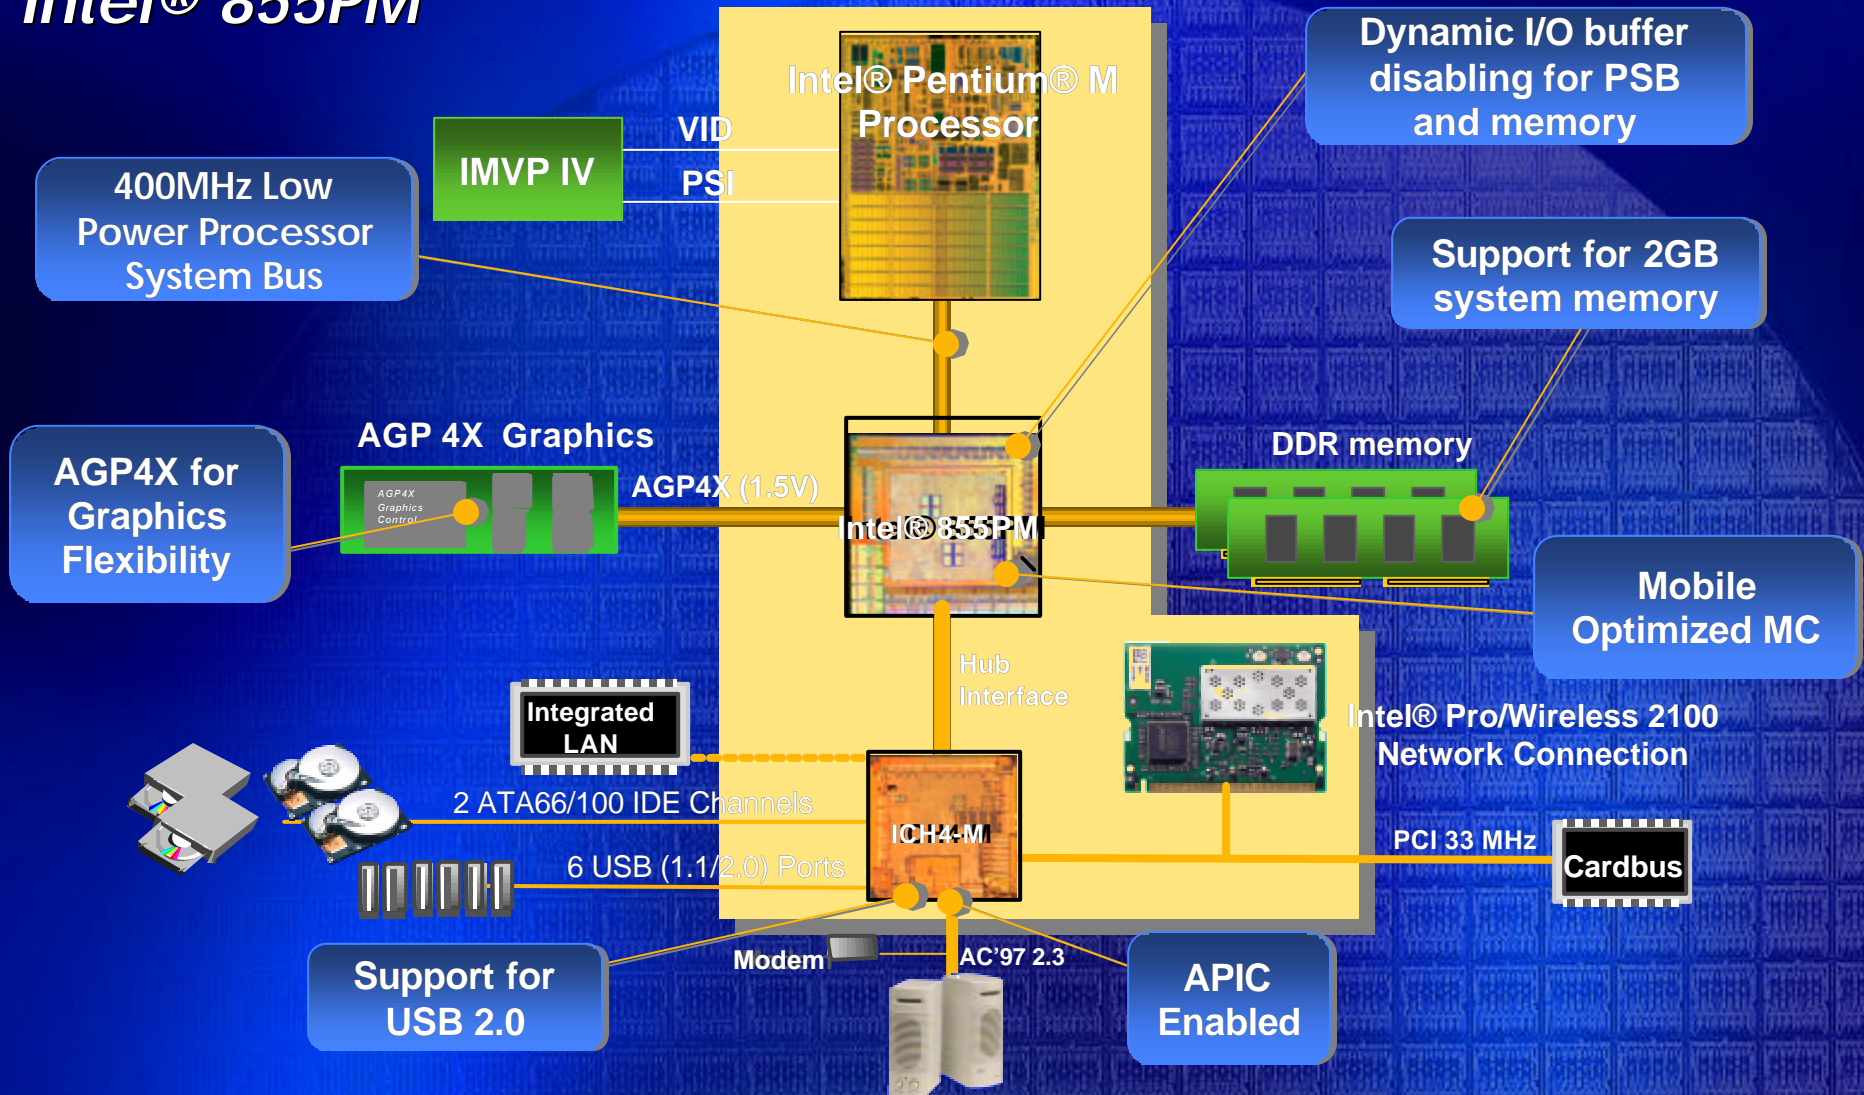 Intel® 855PM
Intel® Pentium® M
Processor
Dynamic I/O buffer
disabling for PSB
and memory
VID
IMVP IV
PSI
400MHz Low
Power Processor
System Bus
Support for 2GB
system memory
AGP 4X Graphics
DDR memory
AGP4X for
Graphics
Flexibility
AGP4X
Graphics
Control
AGP4X (1.5V)
Intel® 855PM
Mobile
Optimized MC
Hub
Interface
Integrated
LAN
Intel® Pro/Wireless 2100
Network Connection
2 ATA66/100 IDE Channels
ICH4-M
PCI 33 MHz
Cardbus
6 USB (1.1/2.0) Ports
Modem
AC’97 2.3
Support for
USB 2.0
APIC
Enabled